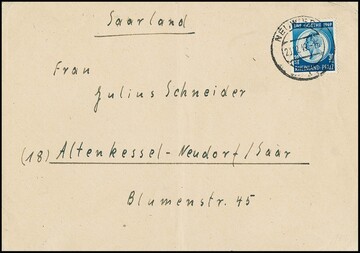 Saarland
Frau
Julius Schneider
(18) Altenkessel-Neudorf/Saar
Blumenstr. 45